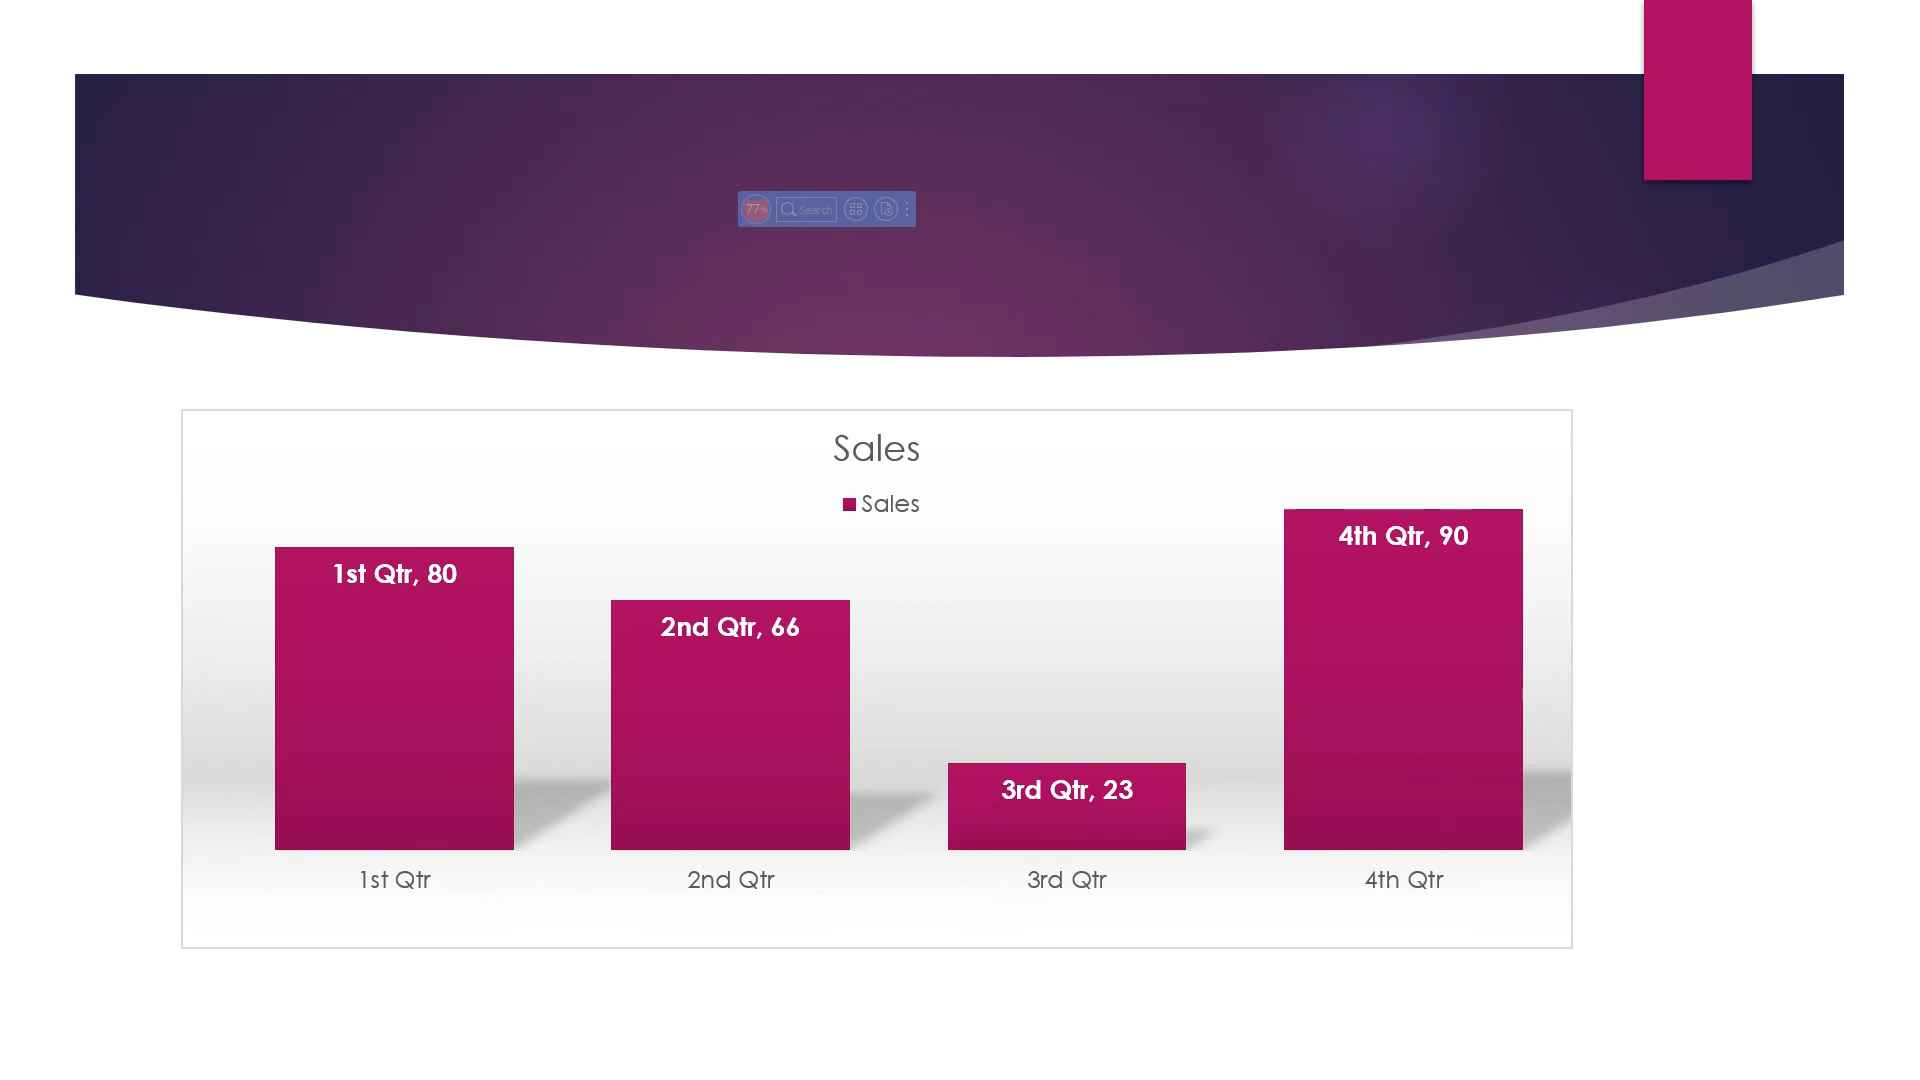 77%
Search
Sales
Sales
1st Qtr, 80
2nd Qtr, 66
3rd Qtr, 23
4th Qtr, 90
1st Qtr
2nd Qtr
3rd Qtr
4th Qtr